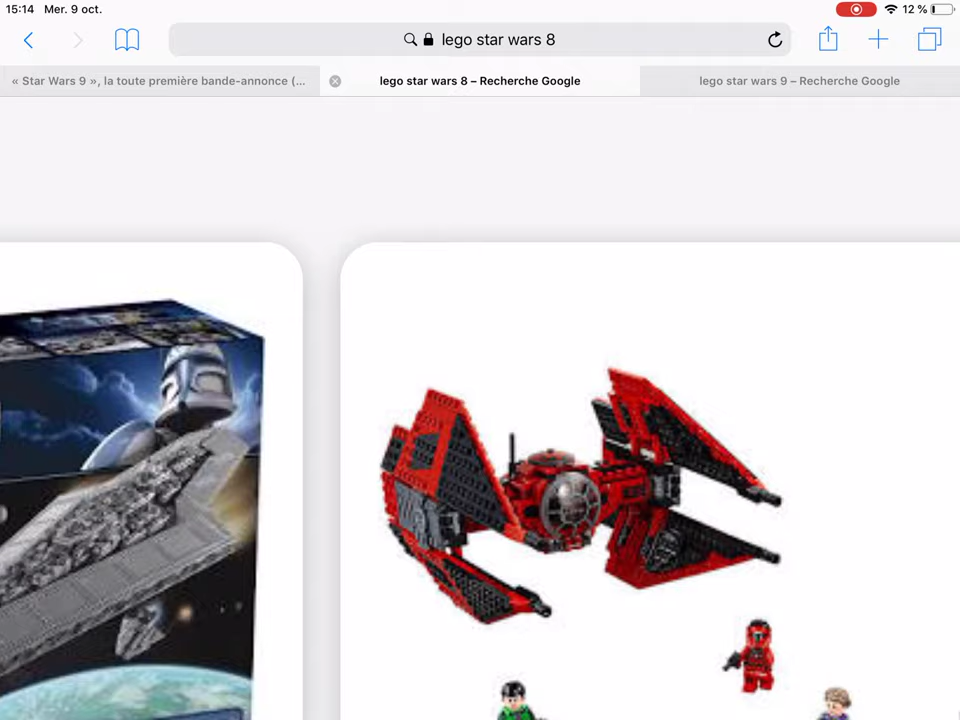 15:14 Mer. 9 oct. 12 %
lego star wars 8
« Star Wars 9 », la toute première bande-annonce (...
lego star wars 8 – Recherche Google
lego star wars 9 – Recherche Google